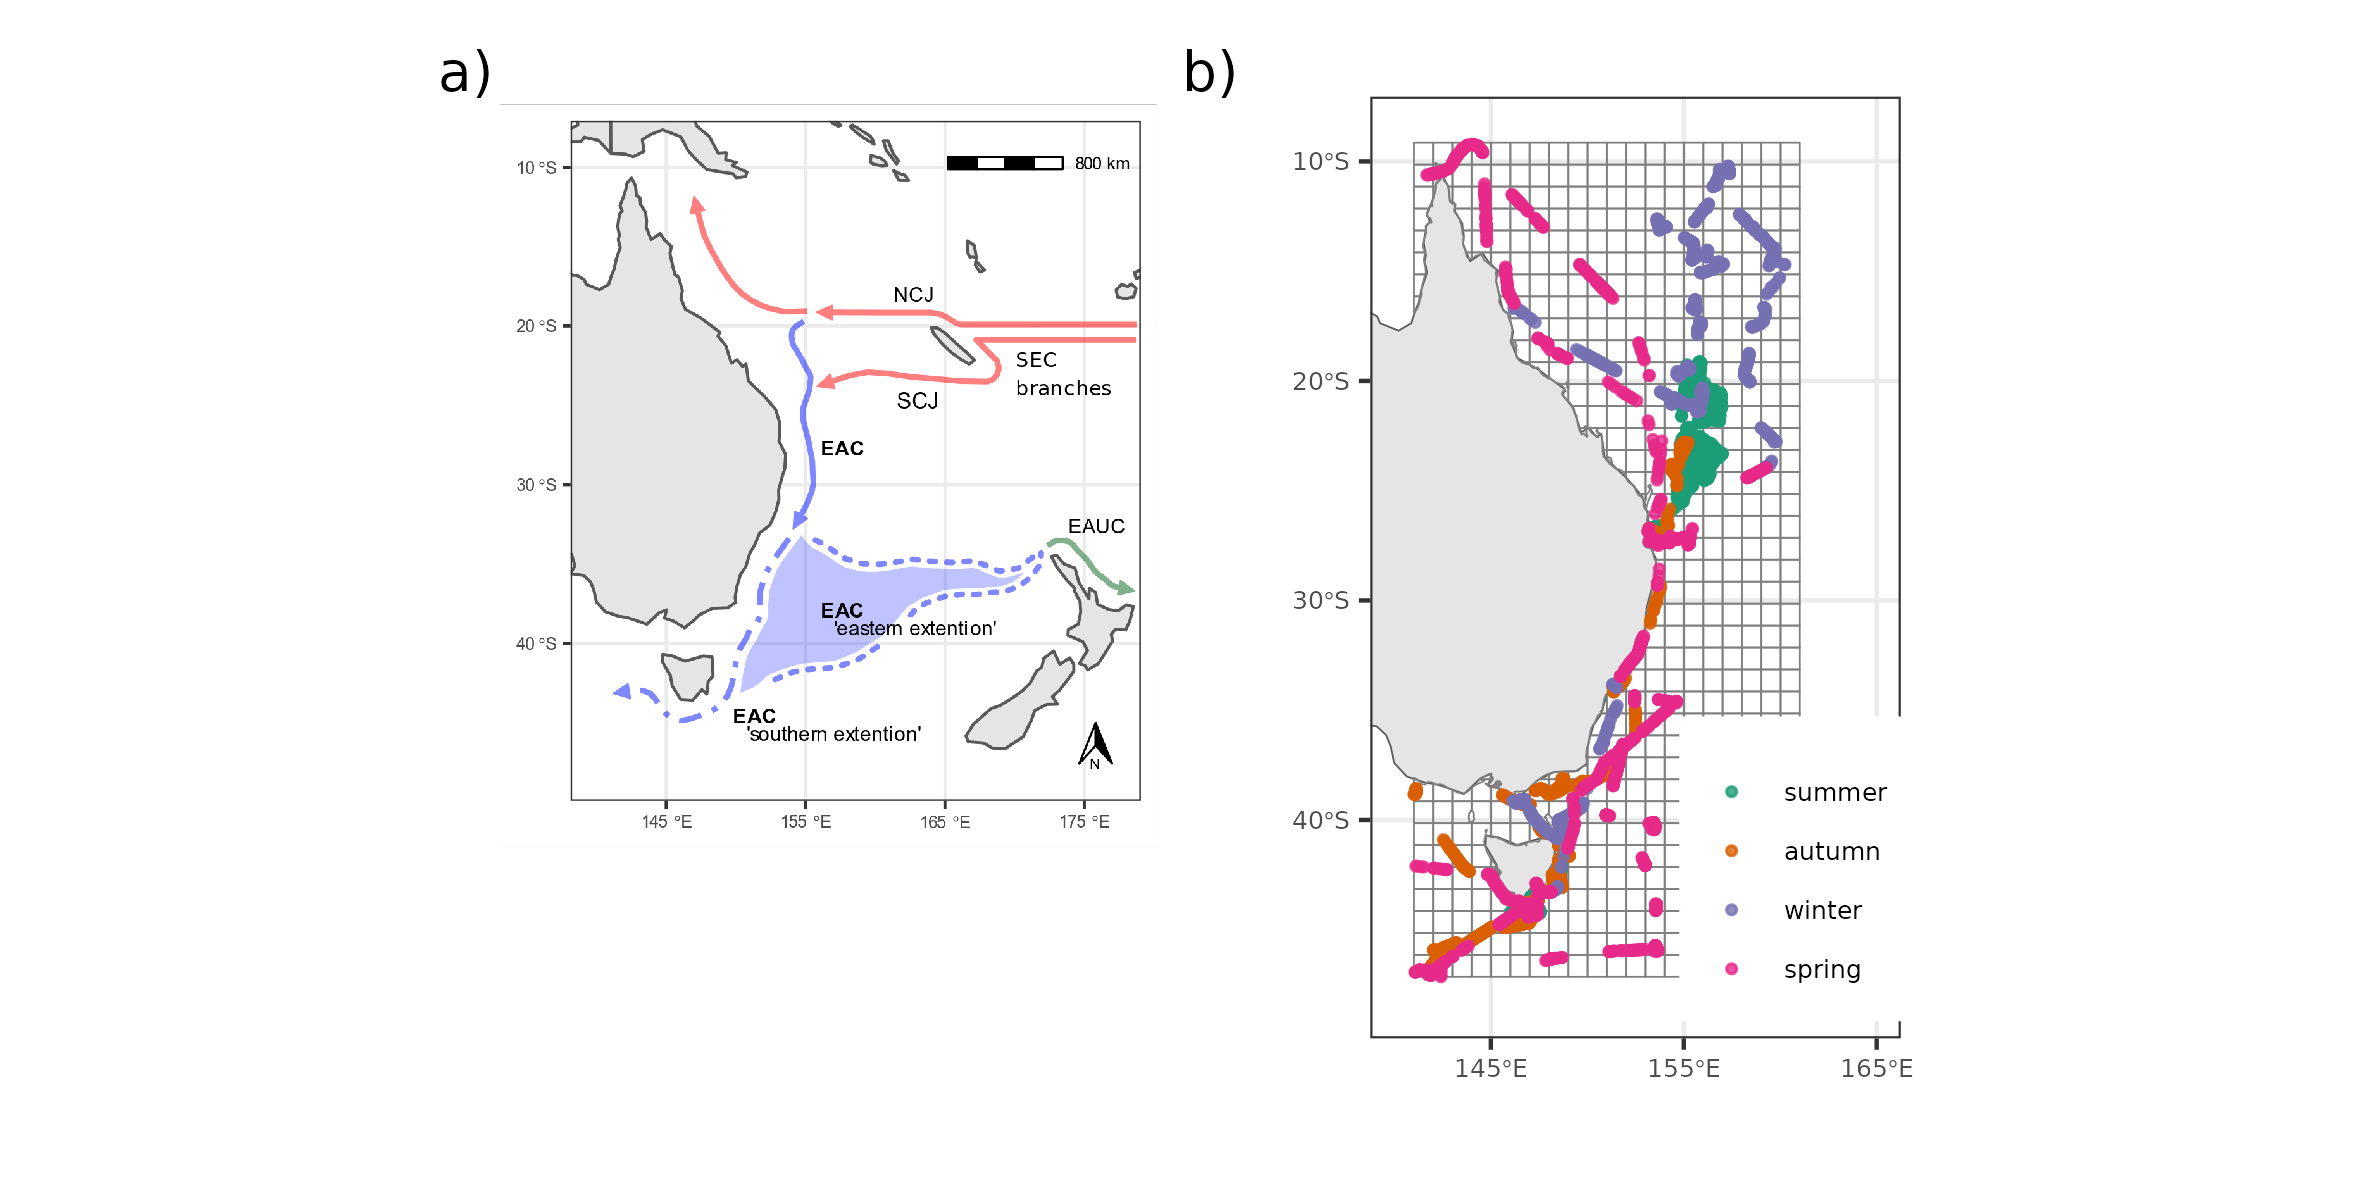 a)
10 °S
20 °S
30 °S
40 °S
145 °E
155 °E
165 °E
175 °E
800 km
NCJ
SEC
branches
SCJ
EAC
EAUC
EAC
'eastern extention'
EAC
'southern extention'
N
b)
10°S
20°S
30°S
40°S
145°E
155°E
165°E
summer
autumn
winter
spring